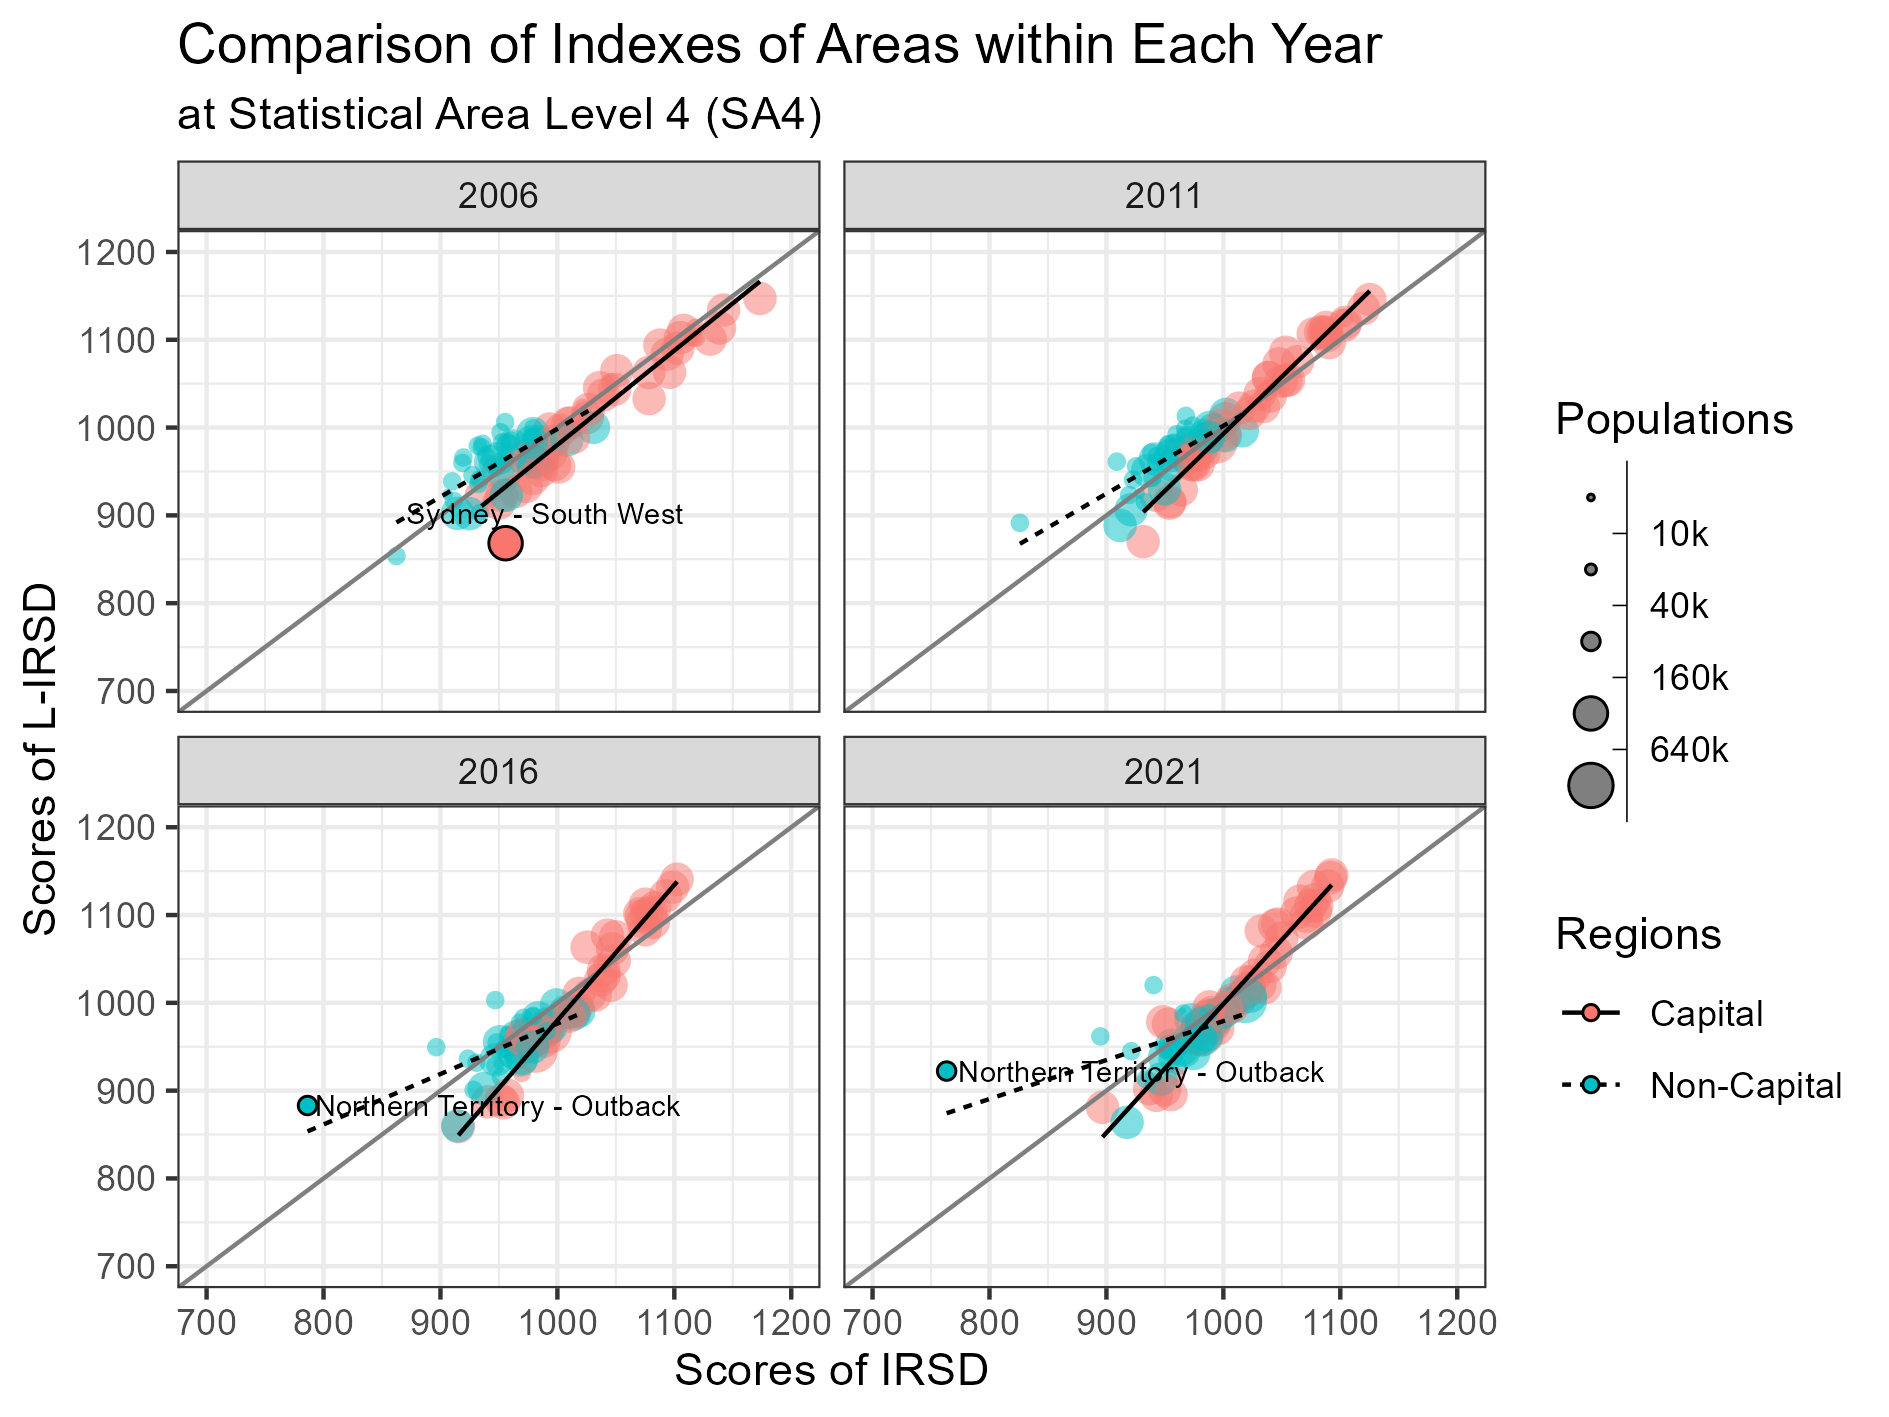 Comparison of Indexes of Areas within Each Year
at Statistical Area Level 4 (SA4)
2006
2011
1200
1100
1000
900
800
700
Sydney - South West
2016
2021
1200
1100
1000
900
800
700
Northern Territory - Outback
Northern Territory - Outback
700 800 900 1000 1100 1200
700 800 900 1000 1100 1200
Scores of IRSD
Scores of L-IRSD
Populations
10k
40k
160k
640k
Regions
Capital
Non-Capital